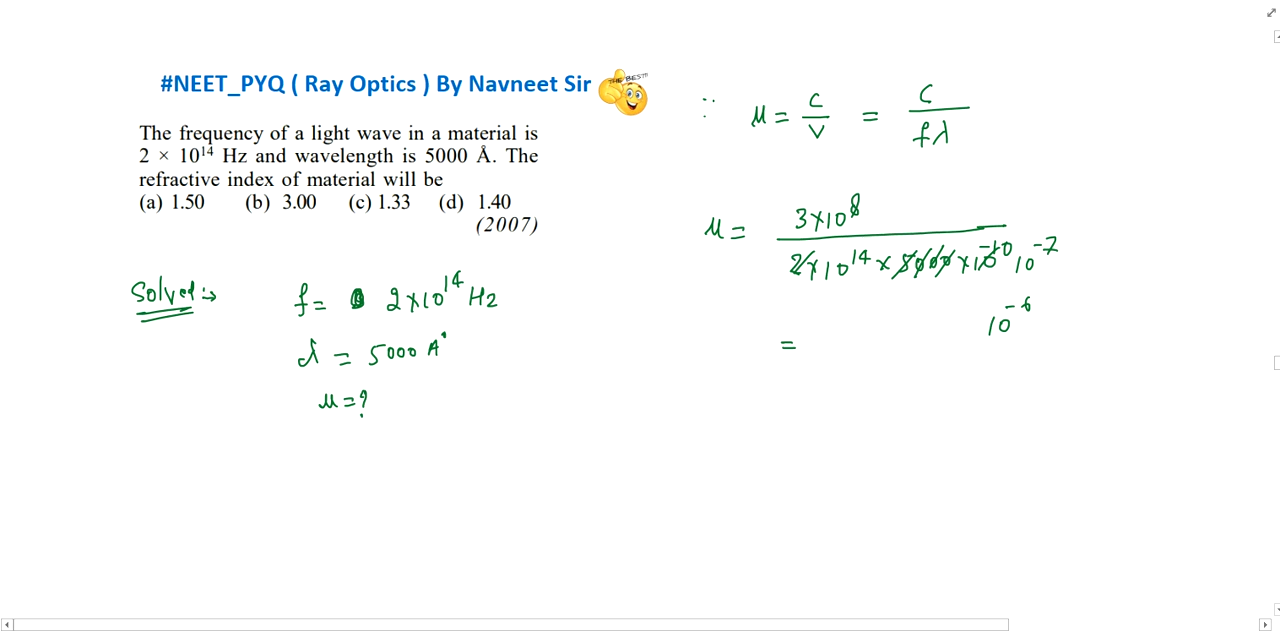 #NEET_PYQ ( Ray Optics ) By Navneet Sir
THE BEST!!
The frequency of a light wave in a material is
2 × 10¹⁴ Hz and wavelength is 5000 Å. The
refractive index of material will be
(a) 1.50 (b) 3.00 (c) 1.33 (d) 1.40
(2007)
Solved :→
f = 2×10¹⁴ Hz
λ = 5000 A°
μ = ?
∵ μ = c/v = c/fλ
μ = 3×10⁸ / 2×10¹⁴ × 5000 × 10⁻¹⁰ 10⁻⁷
10⁻⁶
=